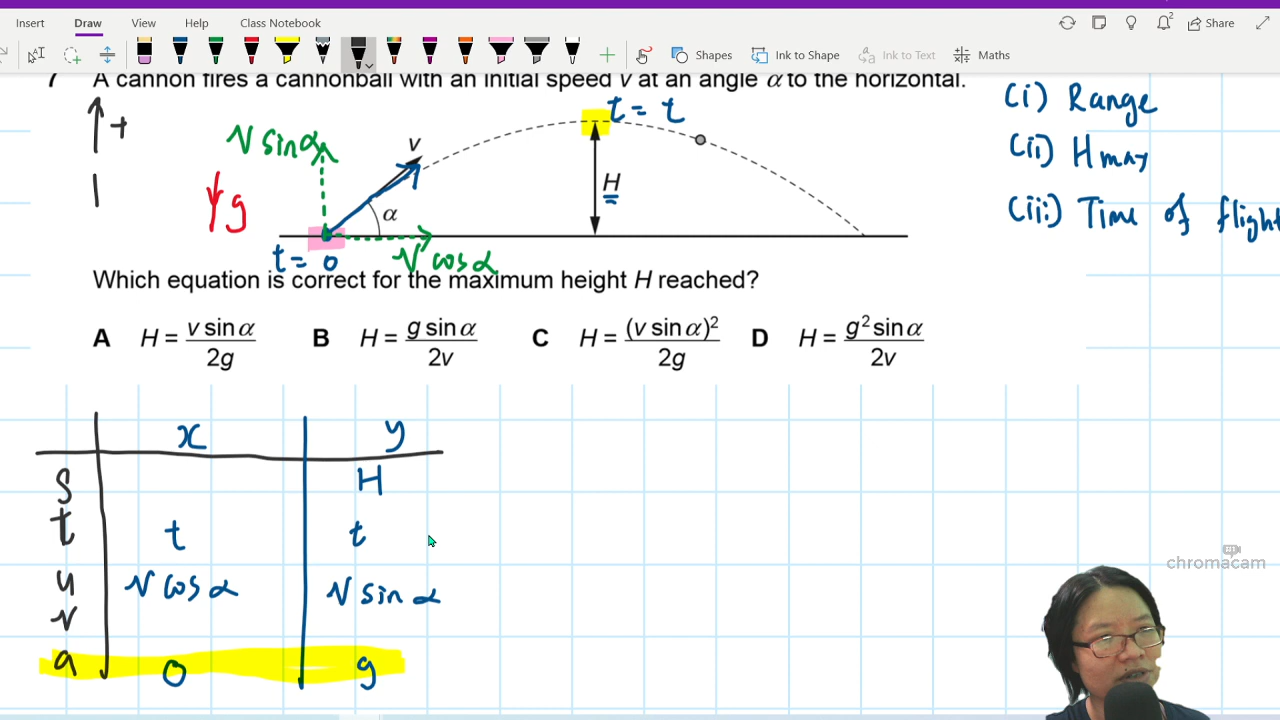 Insert Draw View Help Class Notebook Share
Shapes Ink to Shape Ink to Text Maths
7 A cannon fires a cannonball with an initial speed v at an angle α to the horizontal.
(i) Range
(ii) Hmax
(iii) Time of flight
+
v sinα
g
v
α
t = t
H
t = 0
v cosα
Which equation is correct for the maximum height H reached?
A H = v sin α / 2g B H = g sin α / 2v C H = (v sin α)² / 2g D H = g² sin α / 2v
x y
s H
t t t
u v cos α v sin α
v
a 0 g
chromacam